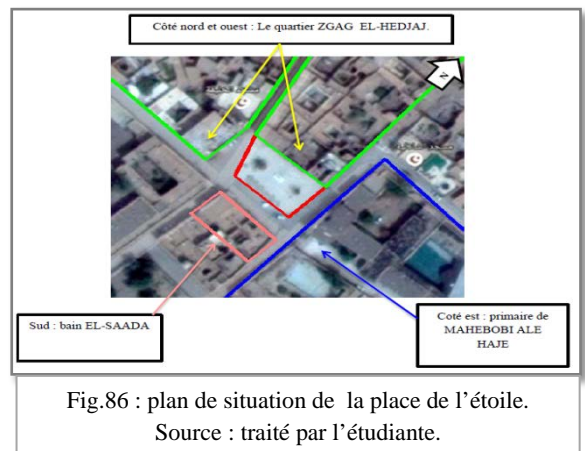 Côté nord et ouest : Le quartier ZGAG EL-HEDJAJ.
N
Sud : bain EL-SAADA
Coté est : primaire de
MAHEBOBI ALE
HAJE
Fig.86 : plan de situation de la place de l’étoile.
Source : traité par l’étudiante.